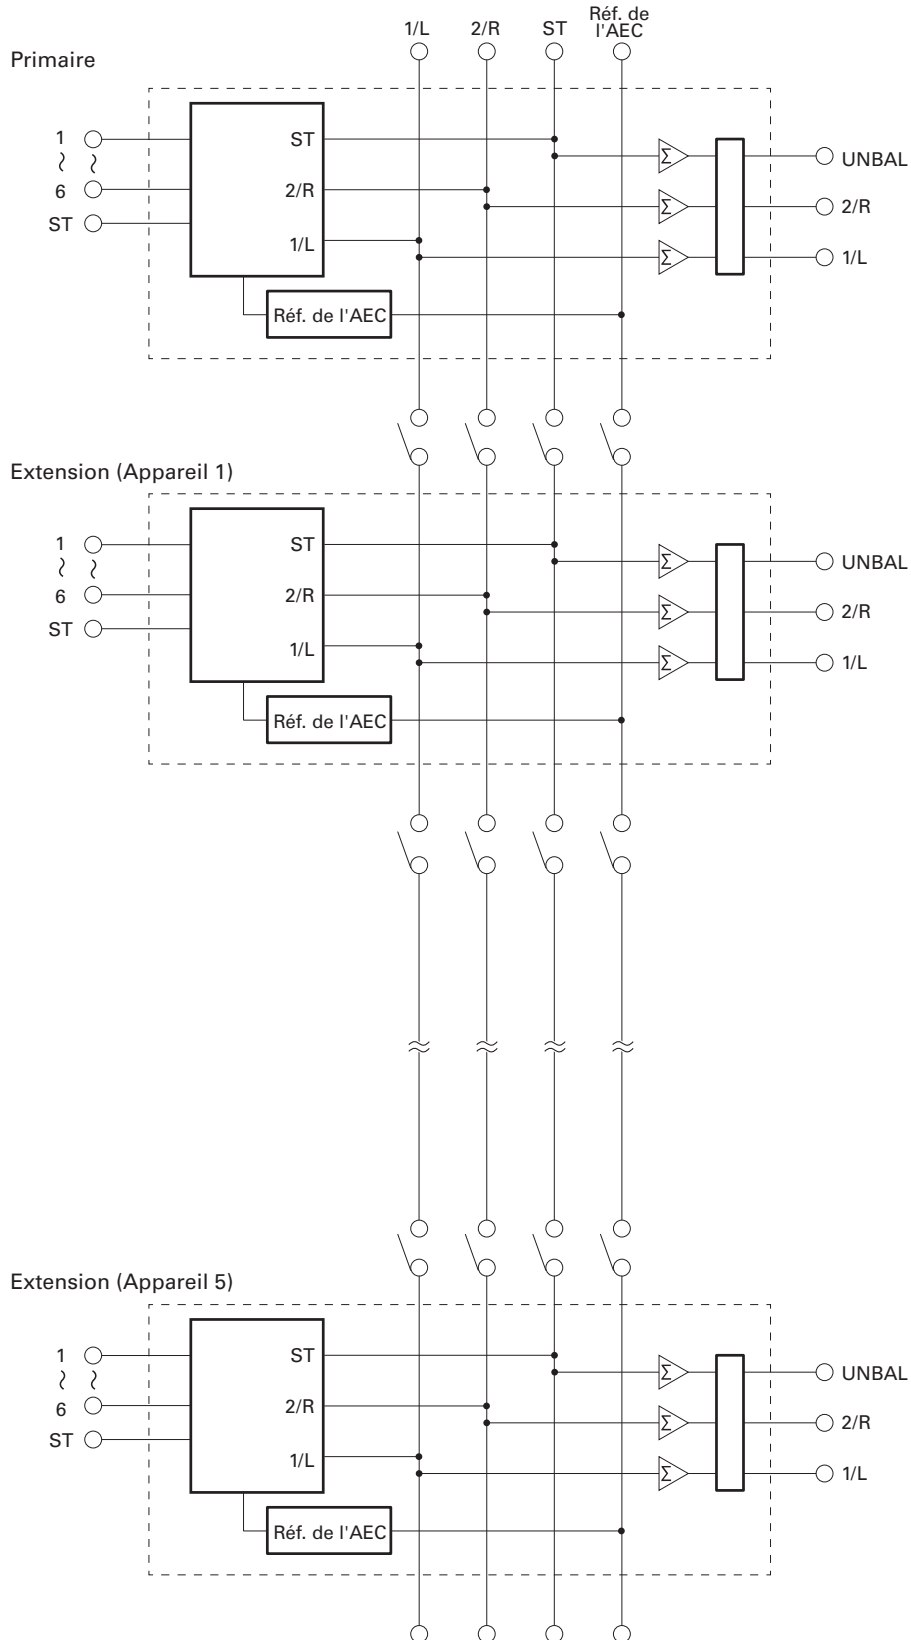 1/L 2/R ST Réf. de
l'AEC
Primaire
1 ST UNBAL
6 2/R 2/R
ST 1/L 1/L
Réf. de l'AEC
Extension (Appareil 1)
1 ST UNBAL
6 2/R 2/R
ST 1/L 1/L
Réf. de l'AEC
Extension (Appareil 5)
1 ST UNBAL
6 2/R 2/R
ST 1/L 1/L
Réf. de l'AEC
Σ
Σ
Σ
Σ
Σ
Σ
Σ
Σ
Σ